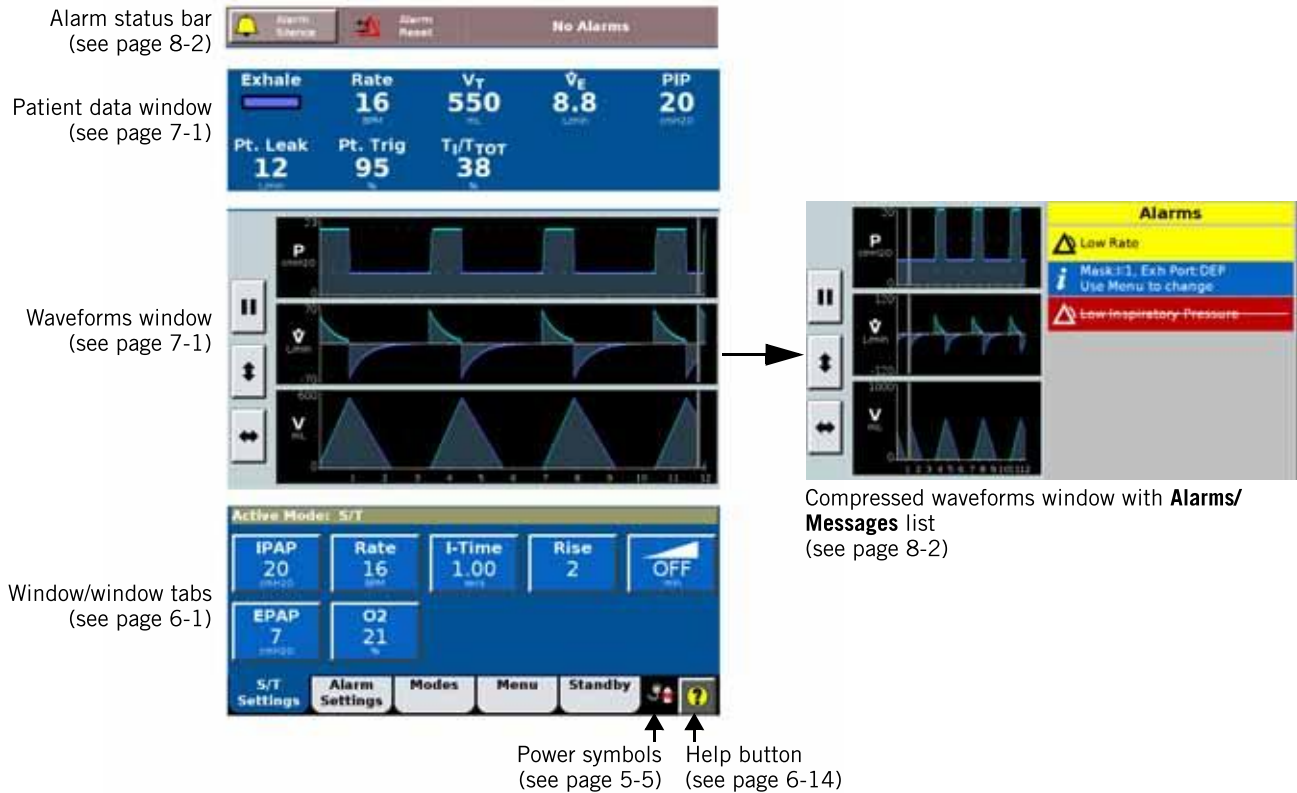 Alarm status bar
(see page 8-2)
Alarm
Silence
Alarm
Reset
No Alarms
Patient data window
(see page 7-1)
Exhale
Rate
16
BPM
VT
550
mL
V̇E
8.8
L/min
PIP
20
cmH2O
Pt. Leak
12
L/min
Pt. Trig
95
%
TI/TTOT
38
%
Waveforms window
(see page 7-1)
P
cmH2O
0
V̇
L/min
70
-70
V
mL
600
0
1 2 3 4 5 6 7 8 9 10 11 12
P
cmH2O
0
V̇
L/min
120
-120
V
mL
1000
0
1 2 3 4 5 6 7 8 9 10 11 12
Alarms
Low Rate
i
Mask:1, Exh Port:DEP
Use Menu to change
Low Inspiratory Pressure
Compressed waveforms window with Alarms/
Messages list
(see page 8-2)
Window/window tabs
(see page 6-1)
Active Mode: S/T
IPAP
20
cmH2O
Rate
16
BPM
I-Time
1.00
secs
Rise
2
OFF
min
EPAP
7
cmH2O
O2
21
%
S/T
Settings
Alarm
Settings
Modes
Menu
Standby
?
Power symbols
(see page 5-5)
Help button
(see page 6-14)